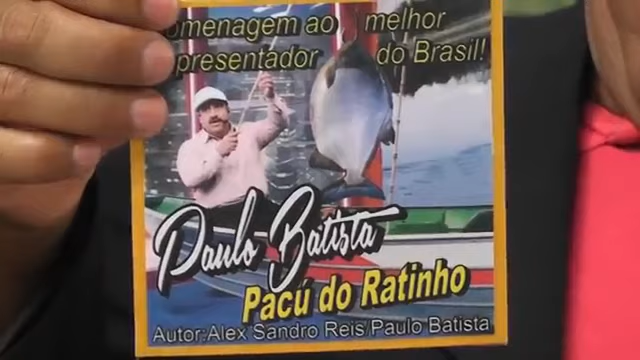 omenagem ao melhor
presentador do Brasil!
Paulo Batista
Pacú do Ratinho
Autor:Alex Sandro Reis/Paulo Batista